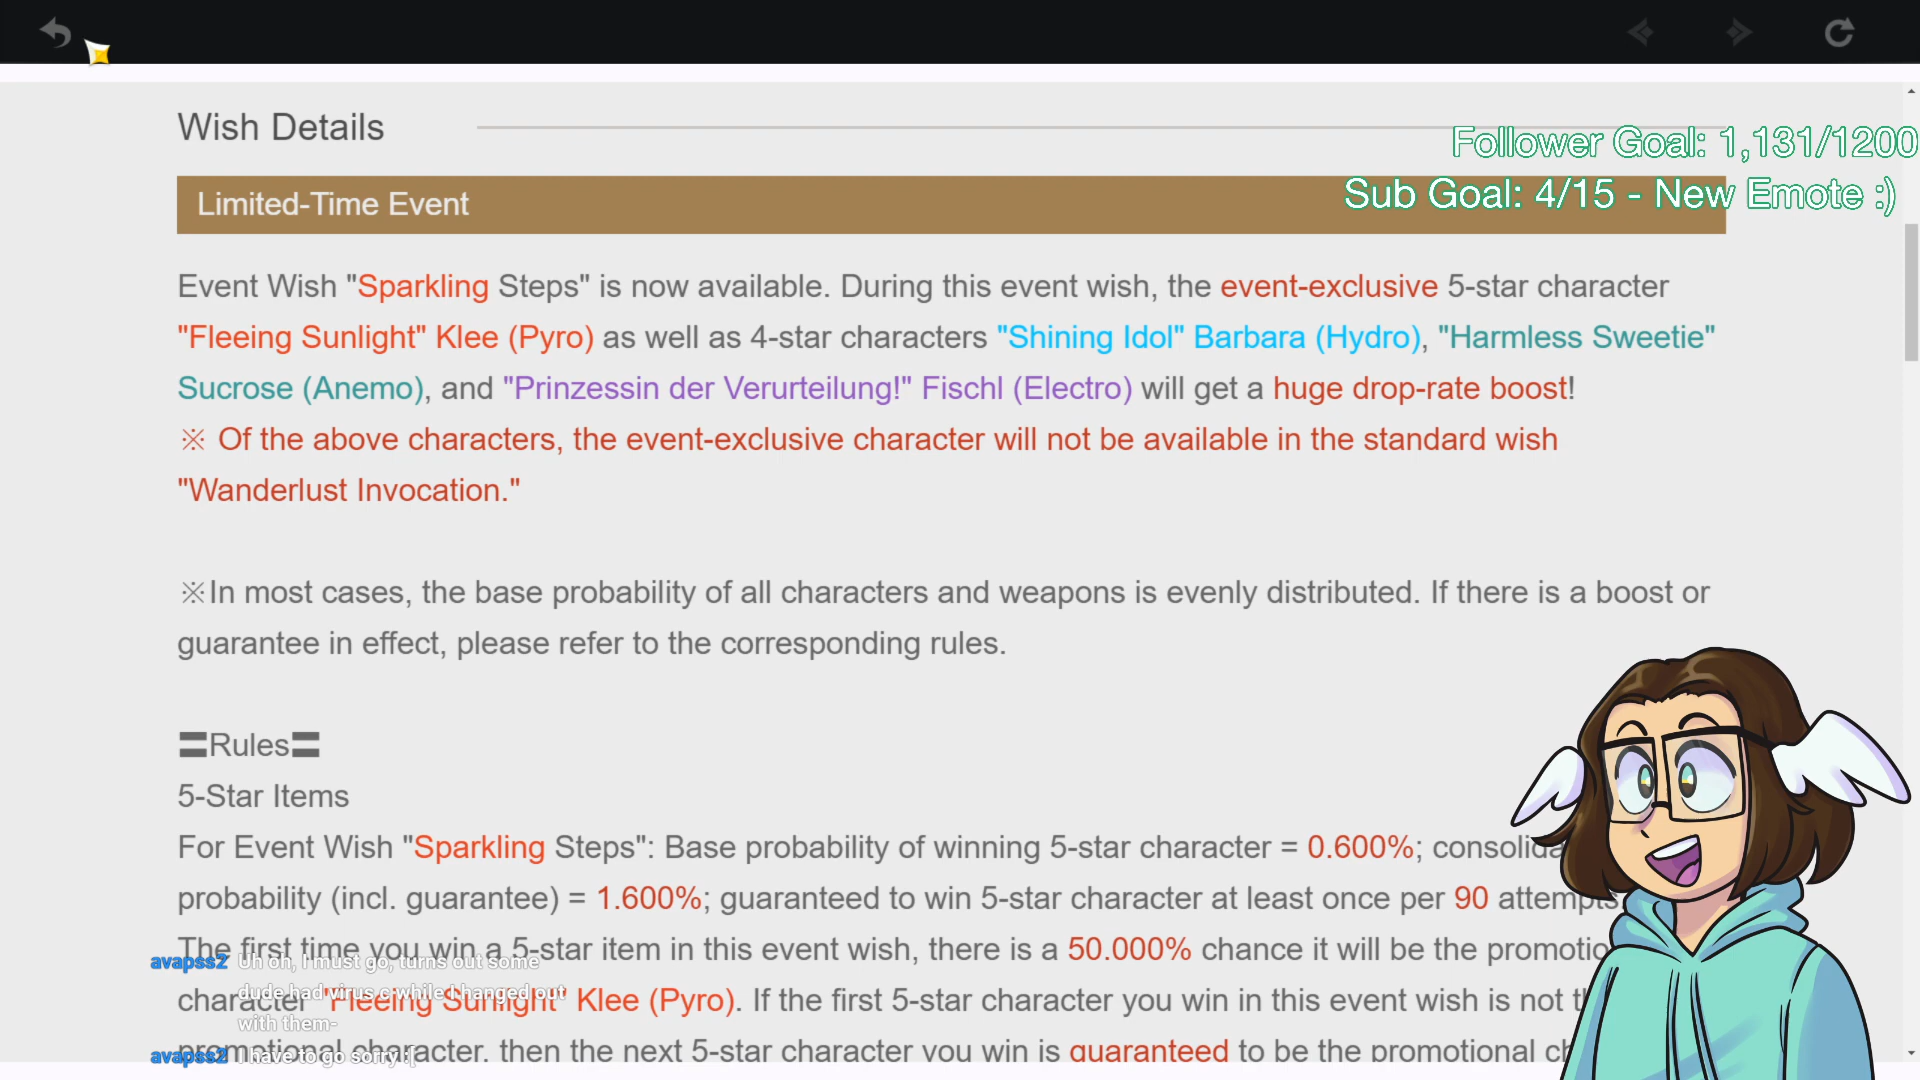 Wish Details
Follower Goal: 1,131/1200
Sub Goal: 4/15 - New Emote :)
Limited-Time Event
Event Wish "Sparkling Steps" is now available. During this event wish, the event-exclusive 5-star character
"Fleeing Sunlight" Klee (Pyro) as well as 4-star characters "Shining Idol" Barbara (Hydro), "Harmless Sweetie"
Sucrose (Anemo), and "Prinzessin der Verurteilung!" Fischl (Electro) will get a huge drop-rate boost!
※ Of the above characters, the event-exclusive character will not be available in the standard wish
"Wanderlust Invocation."
※In most cases, the base probability of all characters and weapons is evenly distributed. If there is a boost or
guarantee in effect, please refer to the corresponding rules.
〓Rules〓
5-Star Items
For Event Wish "Sparkling Steps": Base probability of winning 5-star character = 0.600%; consolida
probability (incl. guarantee) = 1.600%; guaranteed to win 5-star character at least once per 90 attempts
The first time you win a 5-star item in this event wish, there is a 50.000% chance it will be the promotio
character "Fleeing Sunlight" Klee (Pyro). If the first 5-star character you win in this event wish is not t
promotional character, then the next 5-star character you win is guaranteed to be the promotional ch
avapss2 Uh oh, I must go, turns out some
dude had virus c while I hanged out
with them-
avapss2 I have to go sorry :[